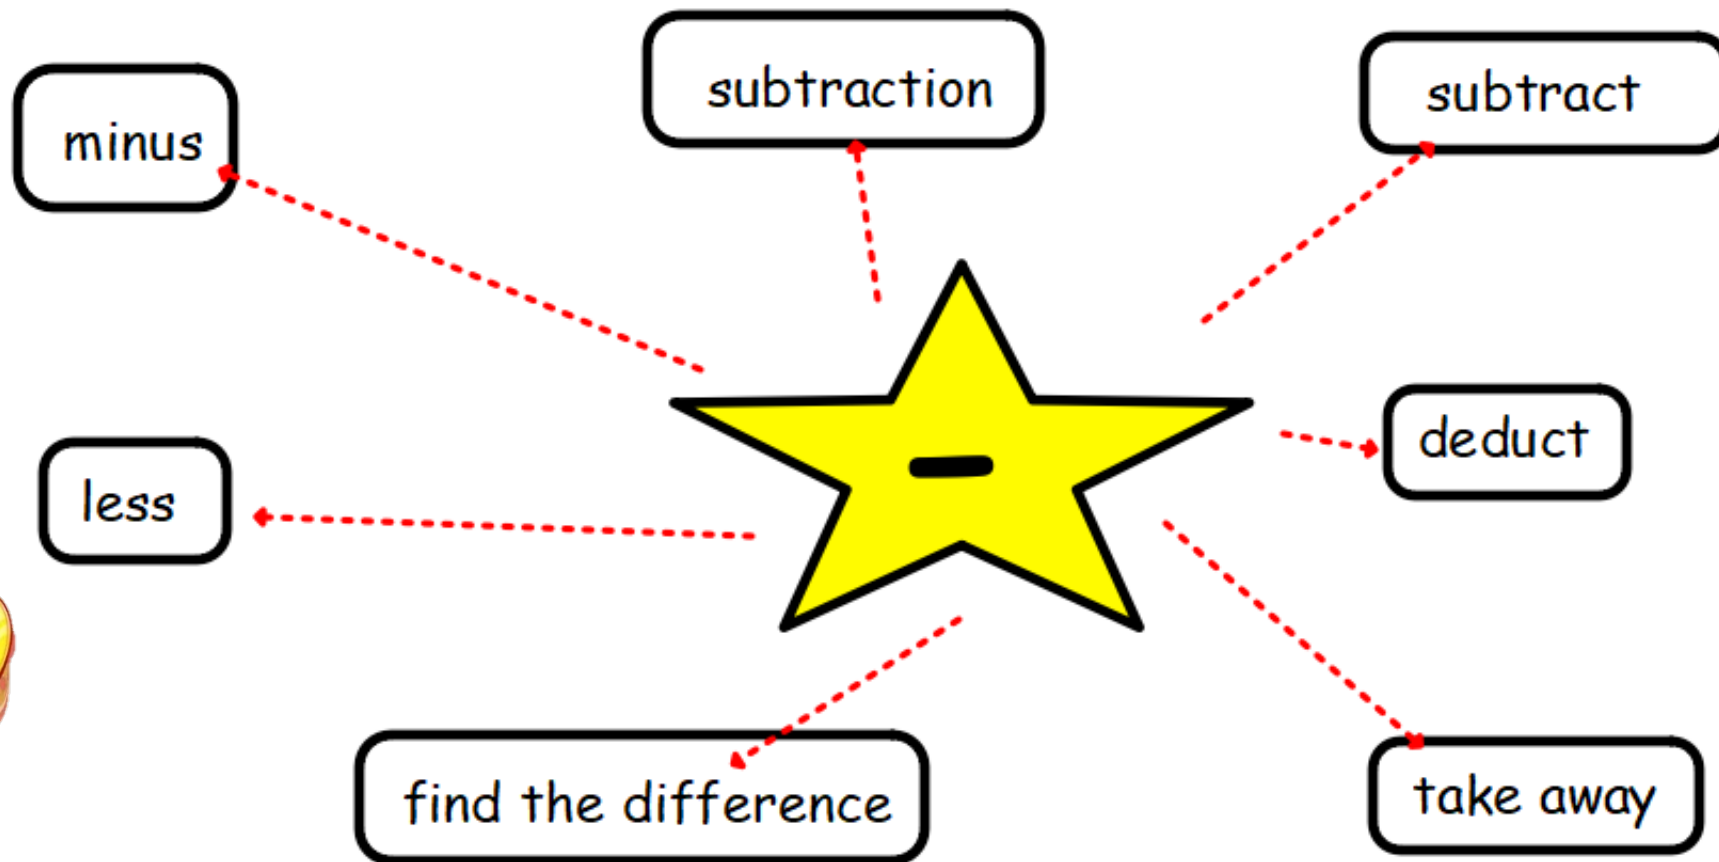 subtraction
subtract
minus
deduct
-
less
find the difference
take away